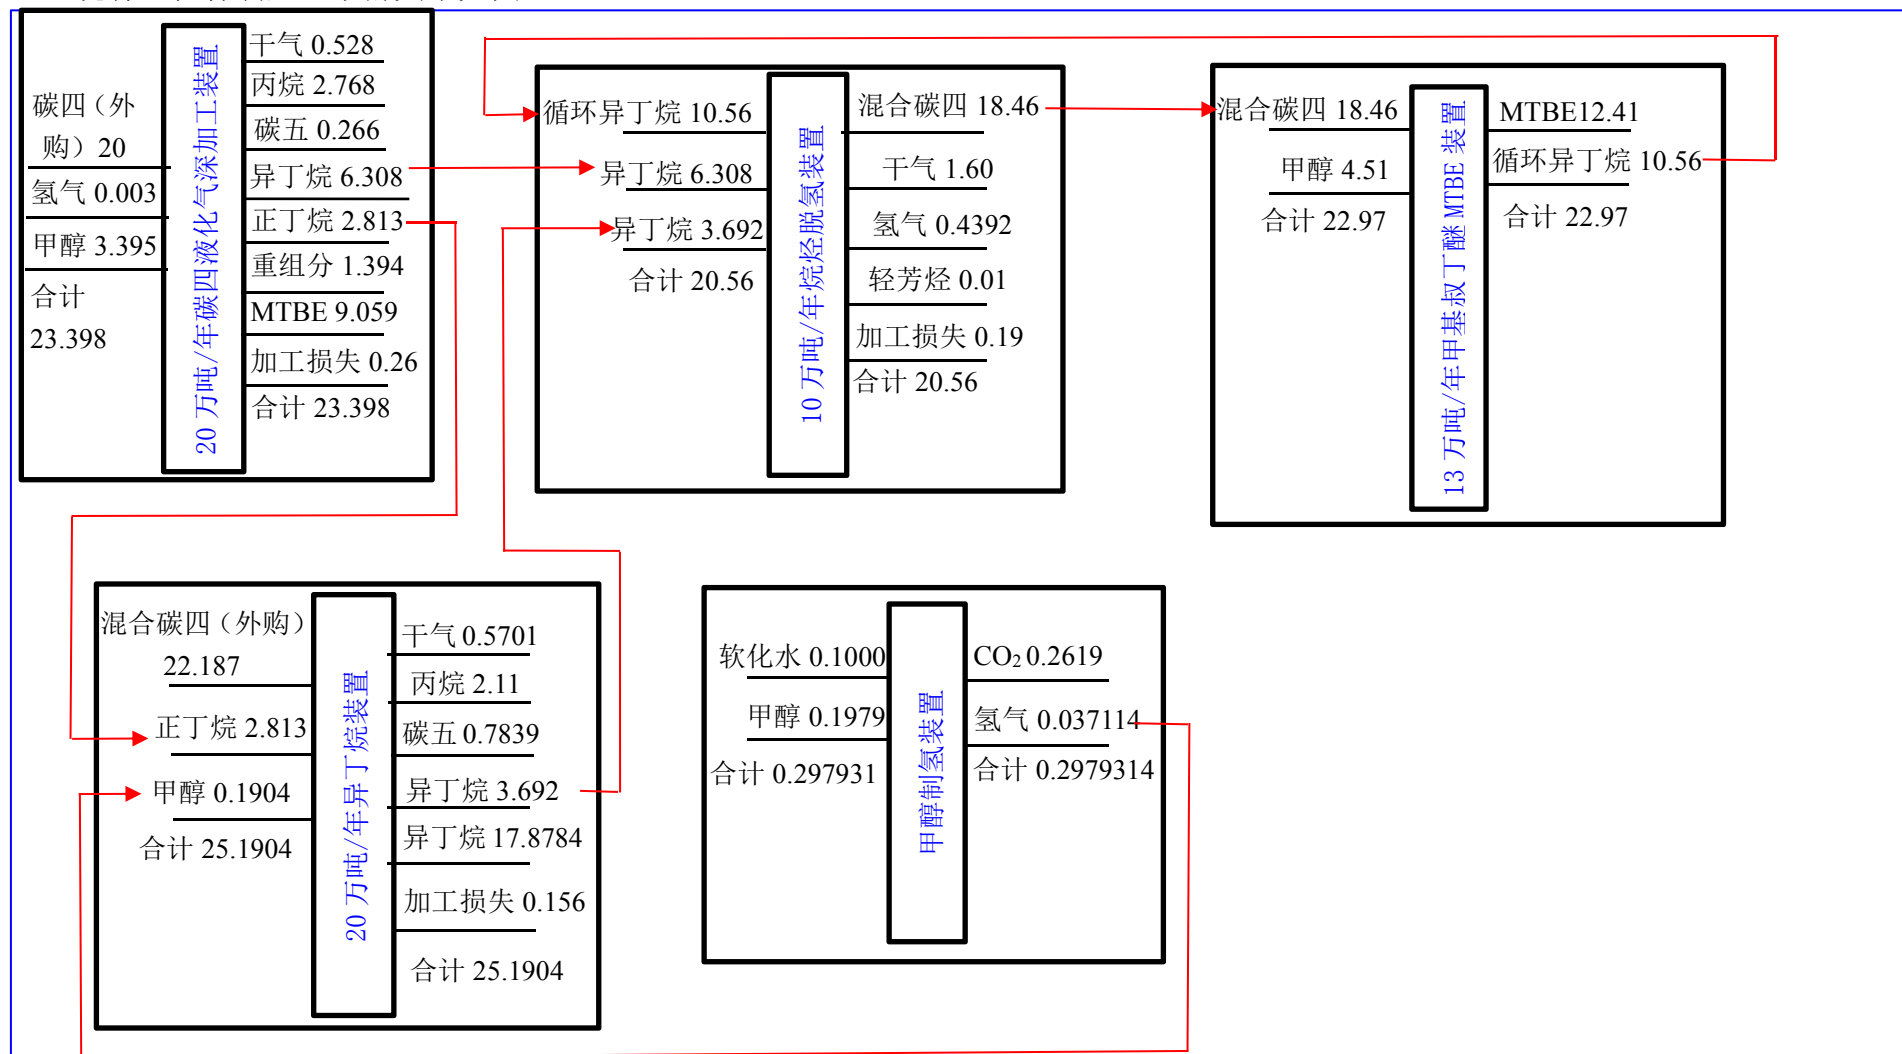 碳四（外
购）20
氢气 0.003
甲醇 3.395
合计
23.398
20 万吨/年碳四液化气深加工装置
干气 0.528
丙烷 2.768
碳五 0.266
异丁烷 6.308
正丁烷 2.813
重组分 1.394
MTBE 9.059
加工损失 0.26
合计 23.398
循环异丁烷 10.56
异丁烷 6.308
异丁烷 3.692
合计 20.56
10 万吨/年烷烃脱氢装置
混合碳四 18.46
干气 1.60
氢气 0.4392
轻芳烃 0.01
加工损失 0.19
合计 20.56
混合碳四 18.46
甲醇 4.51
合计 22.97
13 万吨/年甲基叔丁醚 MTBE 装置
MTBE12.41
循环异丁烷 10.56
合计 22.97
混合碳四（外购）
22.187
正丁烷 2.813
甲醇 0.1904
合计 25.1904
20 万吨/年异丁烷装置
干气 0.5701
丙烷 2.11
碳五 0.7839
异丁烷 3.692
异丁烷 17.8784
加工损失 0.156
合计 25.1904
软化水 0.1000
甲醇 0.1979
合计 0.297931
甲醇制氢装置
CO₂ 0.2619
氢气 0.037114
合计 0.2979314